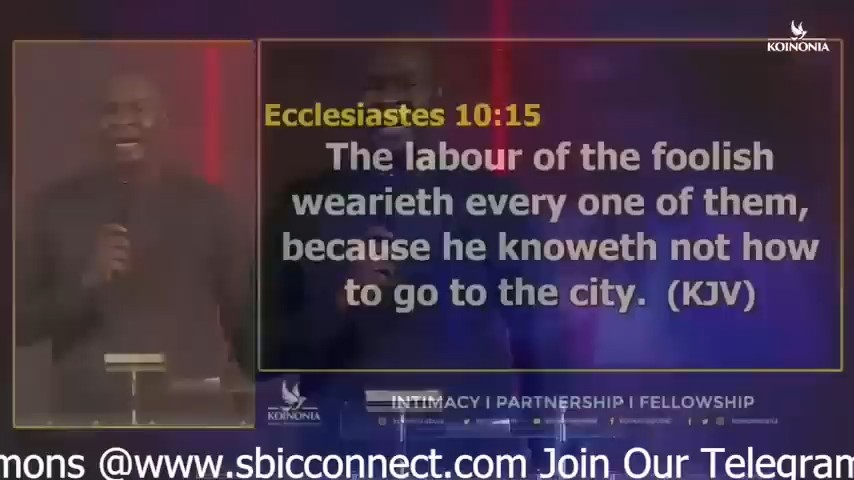 KOINONIA
Ecclesiastes 10:15
The labour of the foolish
wearieth every one of them,
because he knoweth not how
to go to the city. (KJV)
KOINONIA
INTIMACY I PARTNERSHIP I FELLOWSHIP
mons @www.sbicconnect.com Join Our Telegram